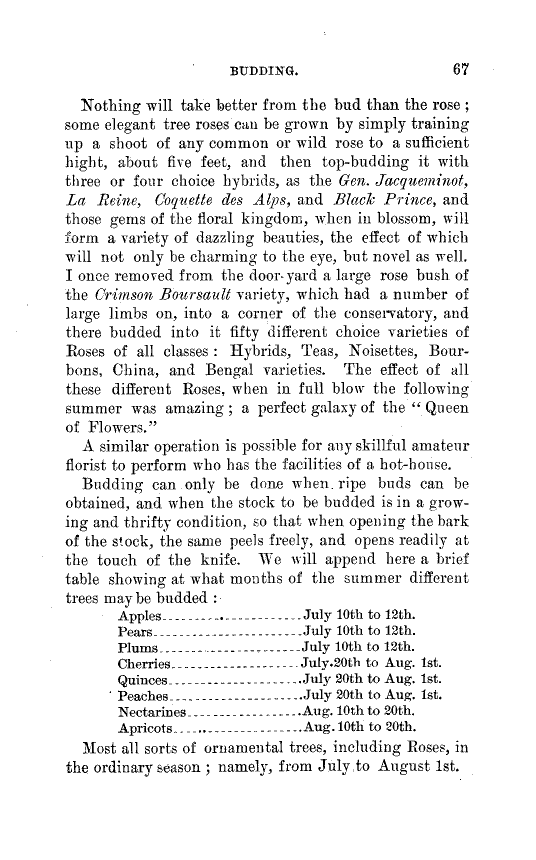 BUDDING. 67
Nothing will take better from the bud than the rose ;
some elegant tree roses can be grown by simply training
up a shoot of any common or wild rose to a sufficient
hight, about five feet, and then top-budding it with
three or four choice hybrids, as the Gen. Jacqueminot,
La Reine, Coquette des Alps, and Black Prince, and
those gems of the floral kingdom, when in blossom, will
form a variety of dazzling beauties, the effect of which
will not only be charming to the eye, but novel as well.
I once removed from the door-yard a large rose bush of
the Crimson Boursault variety, which had a number of
large limbs on, into a corner of the conservatory, and
there budded into it fifty different choice varieties of
Roses of all classes : Hybrids, Teas, Noisettes, Bour-
bons, China, and Bengal varieties. The effect of all
these different Roses, when in full blow the following
summer was amazing ; a perfect galaxy of the “ Queen
of Flowers.”
A similar operation is possible for any skillful amateur
florist to perform who has the facilities of a hot-house.
Budding can only be done when ripe buds can be
obtained, and when the stock to be budded is in a grow-
ing and thrifty condition, so that when opening the bark
of the stock, the same peels freely, and opens readily at
the touch of the knife. We will append here a brief
table showing at what months of the summer different
trees may be budded :
Apples-----------------------July 10th to 12th.
Pears-----------------------July 10th to 12th.
Plums-----------------------July 10th to 12th.
Cherries--------------------July 20th to Aug. 1st.
Quinces---------------------July 20th to Aug. 1st.
Peaches---------------------July 20th to Aug. 1st.
Nectarines------------------Aug. 10th to 20th.
Apricots--------------------Aug. 10th to 20th.
Most all sorts of ornamental trees, including Roses, in
the ordinary season ; namely, from July to August 1st.